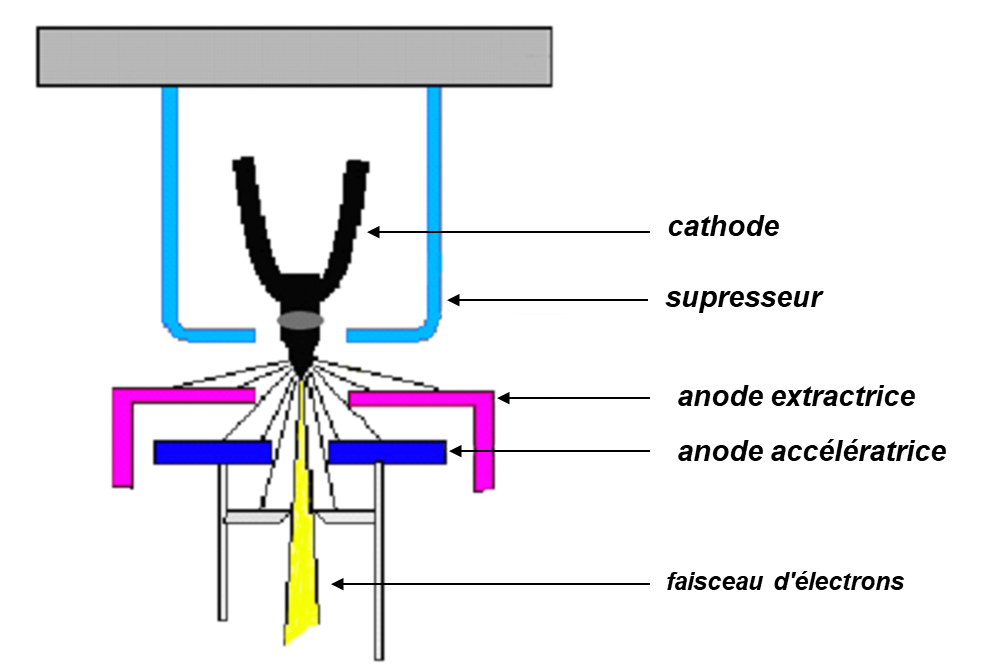 cathode
supresseur
anode extractrice
anode accélératrice
faisceau d'électrons